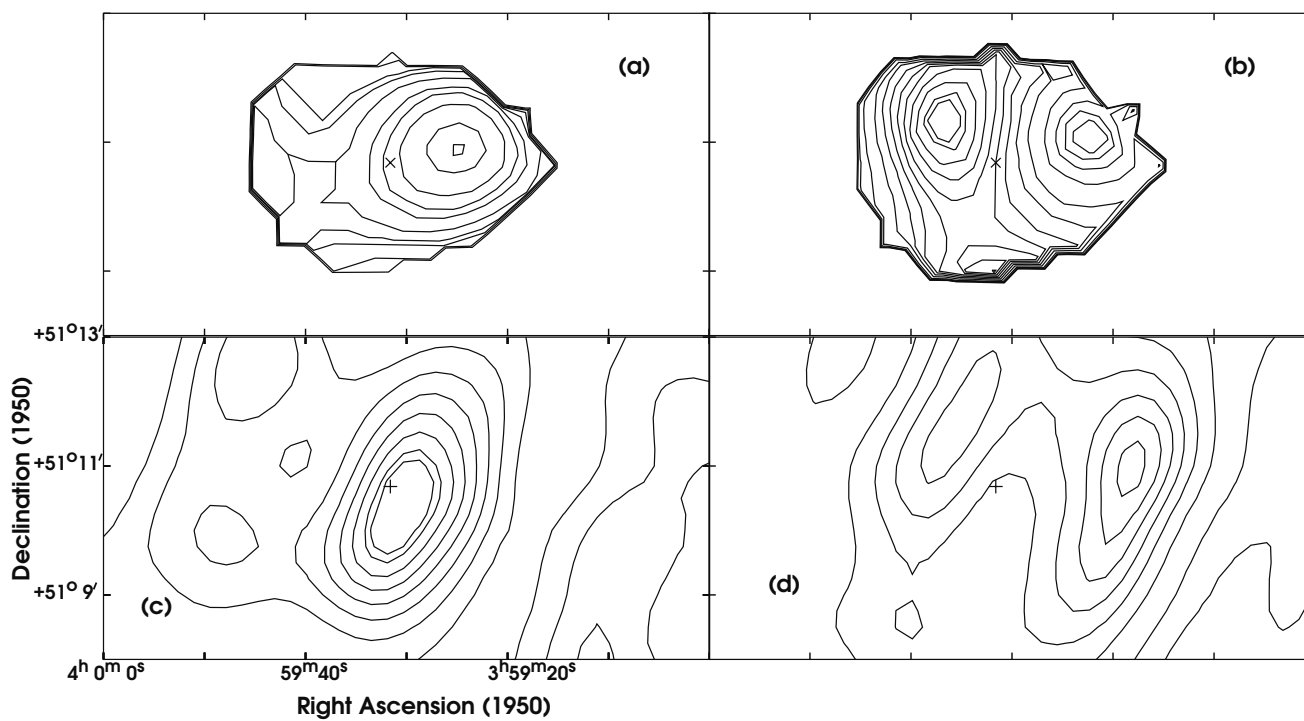 (a)
(b)
+51°13′
+51°11′
+51° 9′
Declination (1950)
(c)
(d)
4ʰ 0ᵐ 0ˢ
59ᵐ40ˢ
3ʰ59ᵐ20ˢ
Right Ascension (1950)